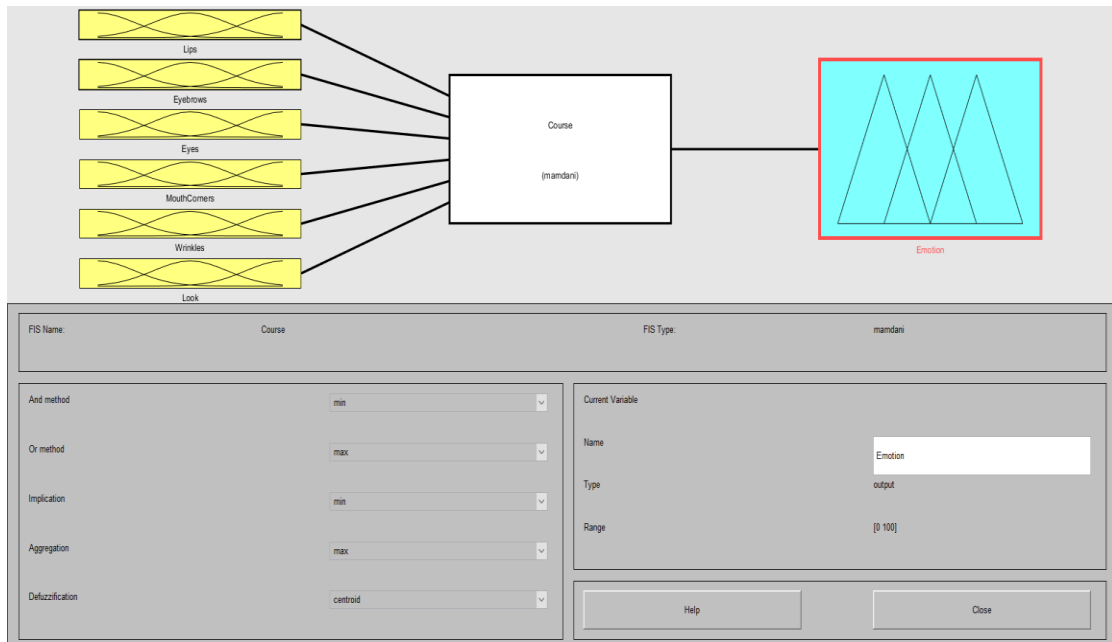 Lips
Eyebrows
Eyes
MouthCorners
Wrinkles
Look
Course
(mamdani)
Emotion
FIS Name: Course FIS Type: mamdani
And method min
Or method max
Implication min
Aggregation max
Defuzzification centroid
Current Variable
Name Emotion
Type output
Range [0 100]
Help Close